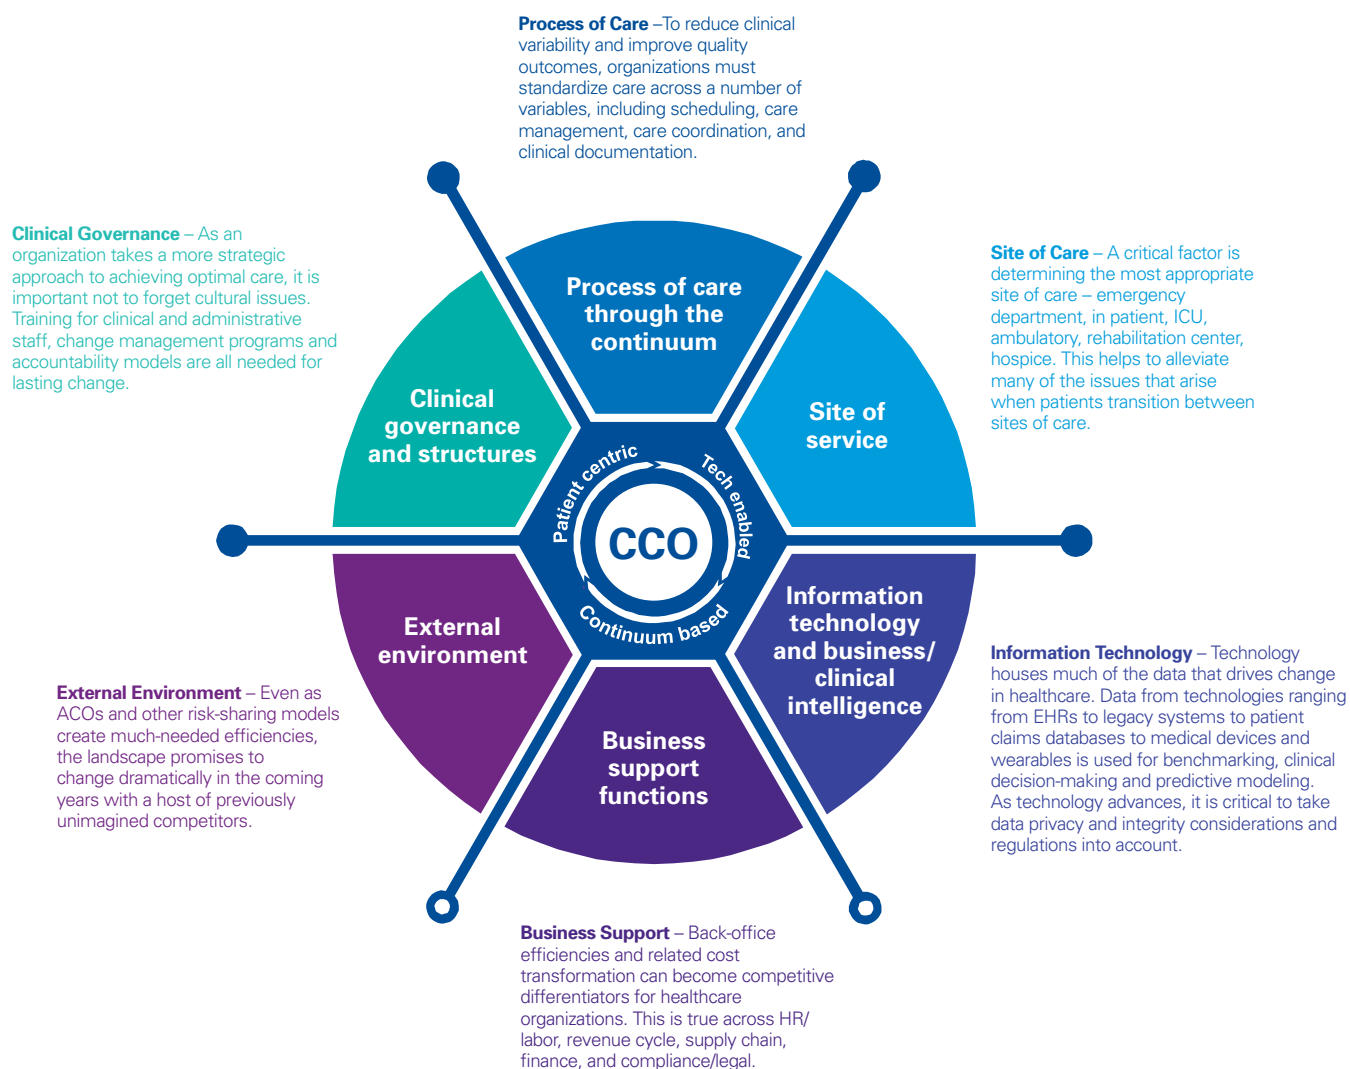 Process of Care –To reduce clinical
variability and improve quality
outcomes, organizations must
standardize care across a number of
variables, including scheduling, care
management, care coordination, and
clinical documentation.
Clinical Governance – As an
organization takes a more strategic
approach to achieving optimal care, it is
important not to forget cultural issues.
Training for clinical and administrative
staff, change management programs and
accountability models are all needed for
lasting change.
Site of Care – A critical factor is
determining the most appropriate
site of care – emergency
department, in patient, ICU,
ambulatory, rehabilitation center,
hospice. This helps to alleviate
many of the issues that arise
when patients transition between
sites of care.
Process of care
through the
continuum
Clinical
governance
and structures
Site of
service
Patient centric
Tech enabled
CCO
Continuum based
External
environment
Information
technology
and business/
clinical
intelligence
Business
support
functions
External Environment – Even as
ACOs and other risk-sharing models
create much-needed efficiencies,
the landscape promises to
change dramatically in the coming
years with a host of previously
unimagined competitors.
Information Technology – Technology
houses much of the data that drives change
in healthcare. Data from technologies ranging
from EHRs to legacy systems to patient
claims databases to medical devices and
wearables is used for benchmarking, clinical
decision-making and predictive modeling.
As technology advances, it is critical to take
data privacy and integrity considerations and
regulations into account.
Business Support – Back-office
efficiencies and related cost
transformation can become competitive
differentiators for healthcare
organizations. This is true across HR/
labor, revenue cycle, supply chain,
finance, and compliance/legal.